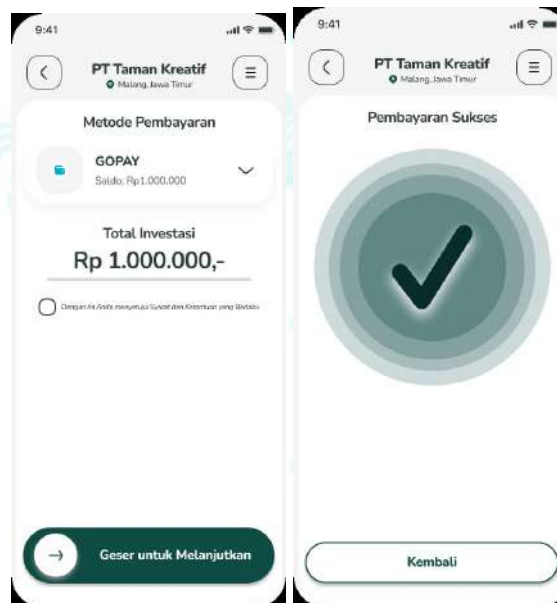 9:41
PT Taman Kreatif
Malang, Jawa Timur
Metode Pembayaran
GOPAY
Saldo: Rp1.000.000
Total Investasi
Rp 1.000.000,-
Dengan ini Anda menyetujui Syarat dan Ketentuan yang Berlaku
Geser untuk Melanjutkan
9:41
PT Taman Kreatif
Malang, Jawa Timur
Pembayaran Sukses
Kembali